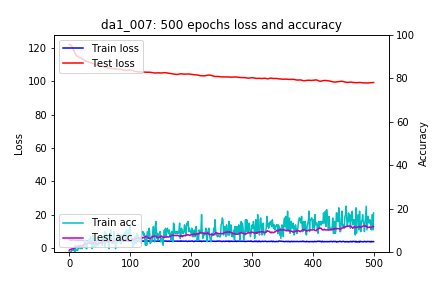 da1_007: 500 epochs loss and accuracy
120
100
80
60
40
20
0
Loss
Train loss
Test loss
Train acc
Test acc
100
80
60
40
20
0
Accuracy
0
100
200
300
400
500